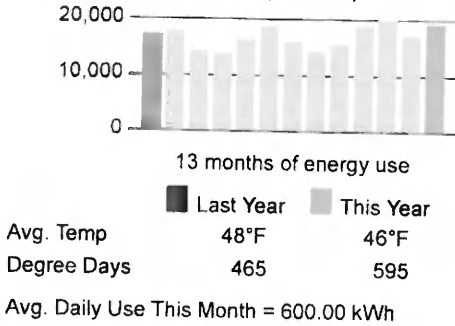 20,000
10,000
0
13 months of energy use
Last Year This Year
Avg. Temp 48°F 46°F
Degree Days 465 595
Avg. Daily Use This Month = 600.00 kWh